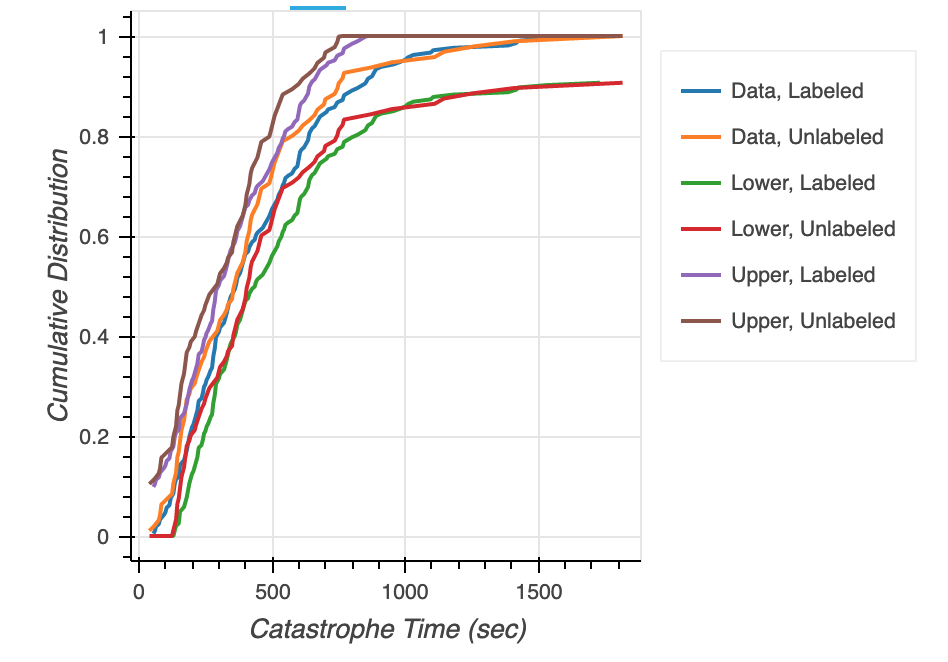 1
0.8
0.6
0.4
0.2
0
Cumulative Distribution
0 500 1000 1500
Catastrophe Time (sec)
Data, Labeled
Data, Unlabeled
Lower, Labeled
Lower, Unlabeled
Upper, Labeled
Upper, Unlabeled